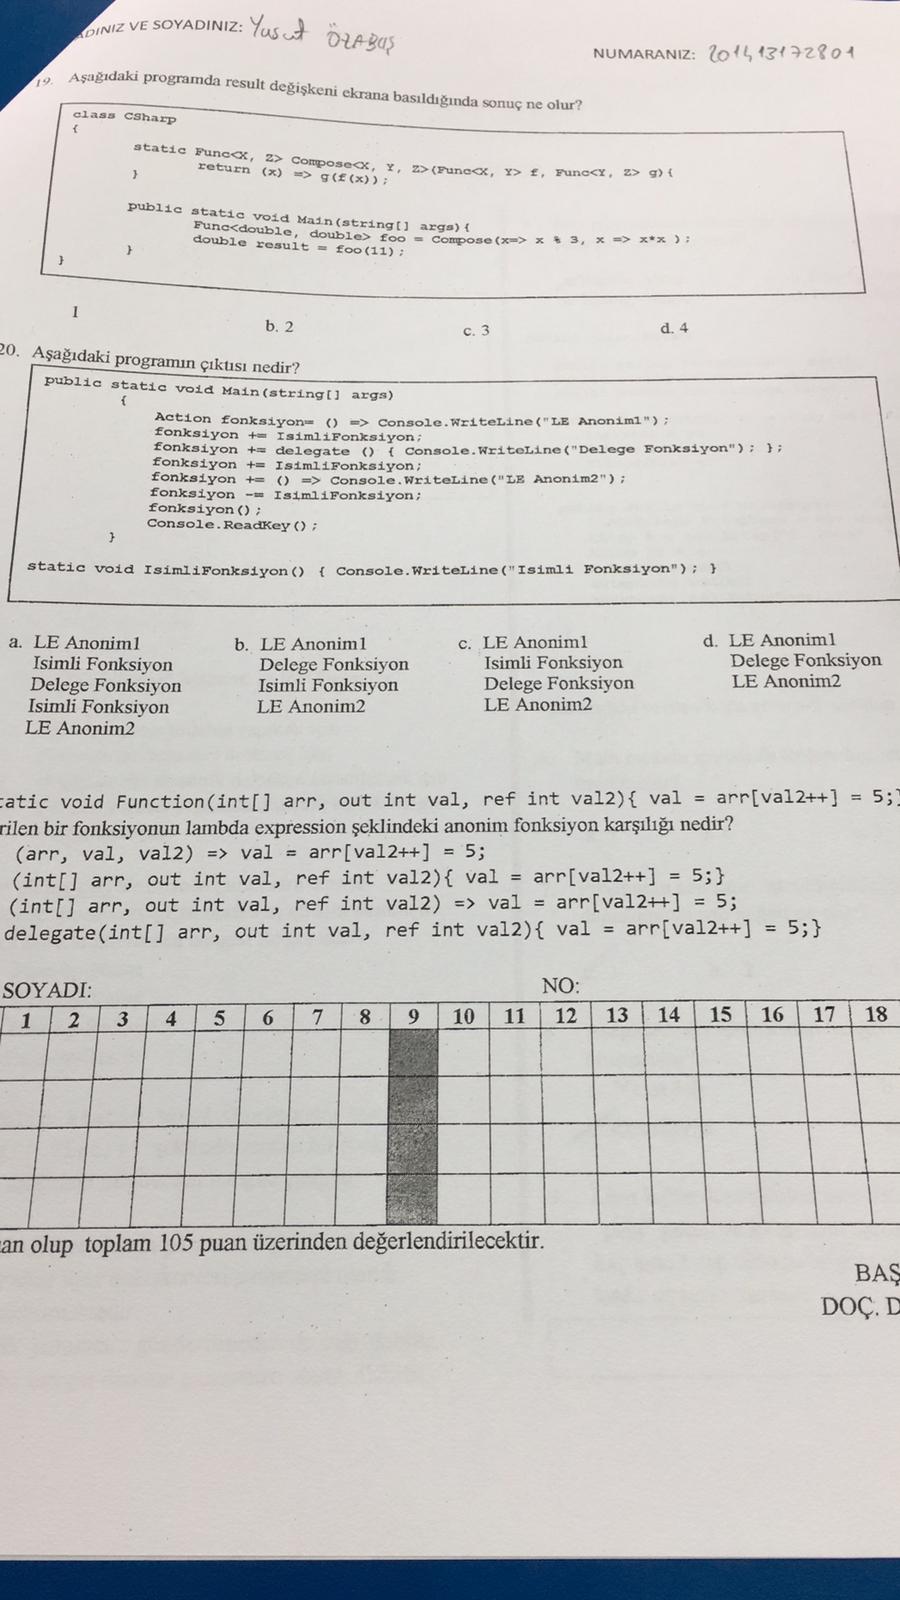 ADINIZ VE SOYADINIZ: Yusuf ÖZABUŞ
NUMARANIZ: 201413172801
19. Aşağıdaki programda result değişkeni ekrana basıldığında sonuç ne olur?
class CSharp
{
static Func<X, Z> Compose<X, Y, Z>(Func<X, Y> f, Func<Y, Z> g){
return (x) => g(f(x));
}
public static void Main(string[] args){
Func<double, double> foo = Compose(x=> x % 3, x => x*x );
double result = foo(11);
}
}
1 b. 2 c. 3 d. 4
20. Aşağıdaki programın çıktısı nedir?
public static void Main(string[] args)
{
Action fonksiyon= () => Console.WriteLine("LE Anonim1");
fonksiyon += IsimliFonksiyon;
fonksiyon += delegate () { Console.WriteLine("Delege Fonksiyon"); };
fonksiyon += IsimliFonksiyon;
fonksiyon += () => Console.WriteLine("LE Anonim2");
fonksiyon -= IsimliFonksiyon;
fonksiyon();
Console.ReadKey();
}
static void IsimliFonksiyon() { Console.WriteLine("Isimli Fonksiyon"); }
a. LE Anonim1
Isimli Fonksiyon
Delege Fonksiyon
Isimli Fonksiyon
LE Anonim2
b. LE Anonim1
Delege Fonksiyon
Isimli Fonksiyon
LE Anonim2
c. LE Anonim1
Isimli Fonksiyon
Delege Fonksiyon
LE Anonim2
d. LE Anonim1
Delege Fonksiyon
LE Anonim2
tatic void Function(int[] arr, out int val, ref int val2){ val = arr[val2++] = 5;}
rilen bir fonksiyonun lambda expression şeklindeki anonim fonksiyon karşılığı nedir?
(arr, val, val2) => val = arr[val2++] = 5;
(int[] arr, out int val, ref int val2){ val = arr[val2++] = 5;}
(int[] arr, out int val, ref int val2) => val = arr[val2++] = 5;
delegate(int[] arr, out int val, ref int val2){ val = arr[val2++] = 5;}
SOYADI: NO:
1 2 3 4 5 6 7 8 9 10 11 12 13 14 15 16 17 18
an olup toplam 105 puan üzerinden değerlendirilecektir.
BAŞ
DOÇ. D